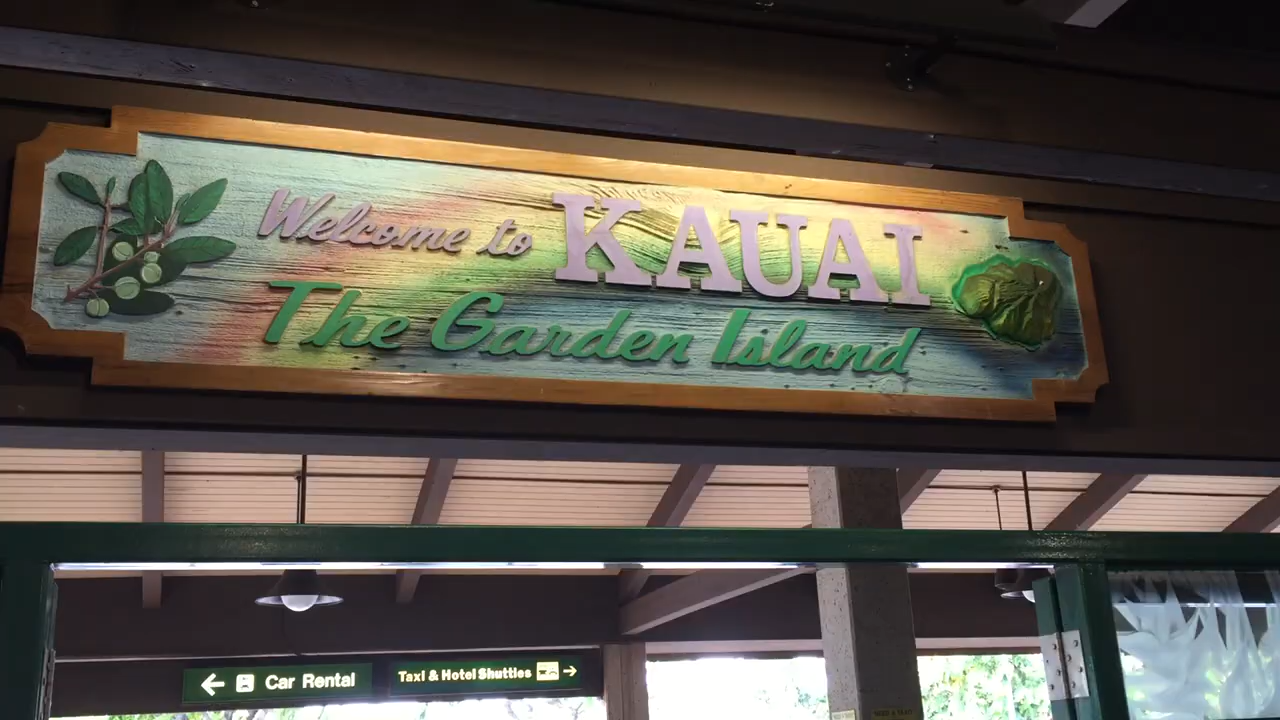 Welcome to KAUAI
The Garden Island
Car Rental
Taxi & Hotel Shuttles